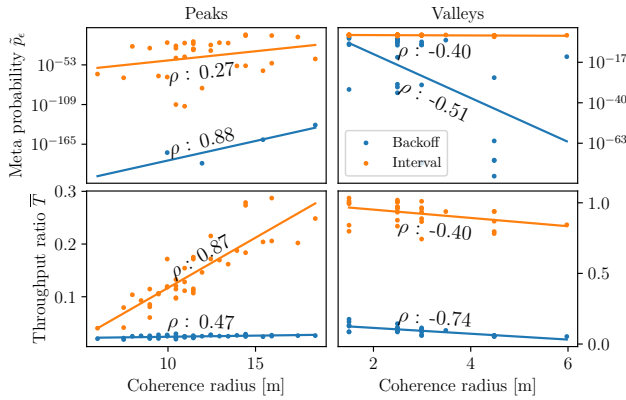 Peaks
Valleys
Meta probability p̃ϵ
10⁻⁵³
10⁻¹⁰⁹
10⁻¹⁶⁵
ρ : 0.27
ρ : 0.88
ρ : -0.40
ρ : -0.51
Backoff
Interval
10⁻¹⁷
10⁻⁴⁰
10⁻⁶³
Throughput ratio T̅
0.3
0.2
0.1
ρ : 0.87
ρ : 0.47
ρ : -0.40
ρ : -0.74
1.0
0.5
0.0
10 15
2 4 6
Coherence radius [m]
Coherence radius [m]